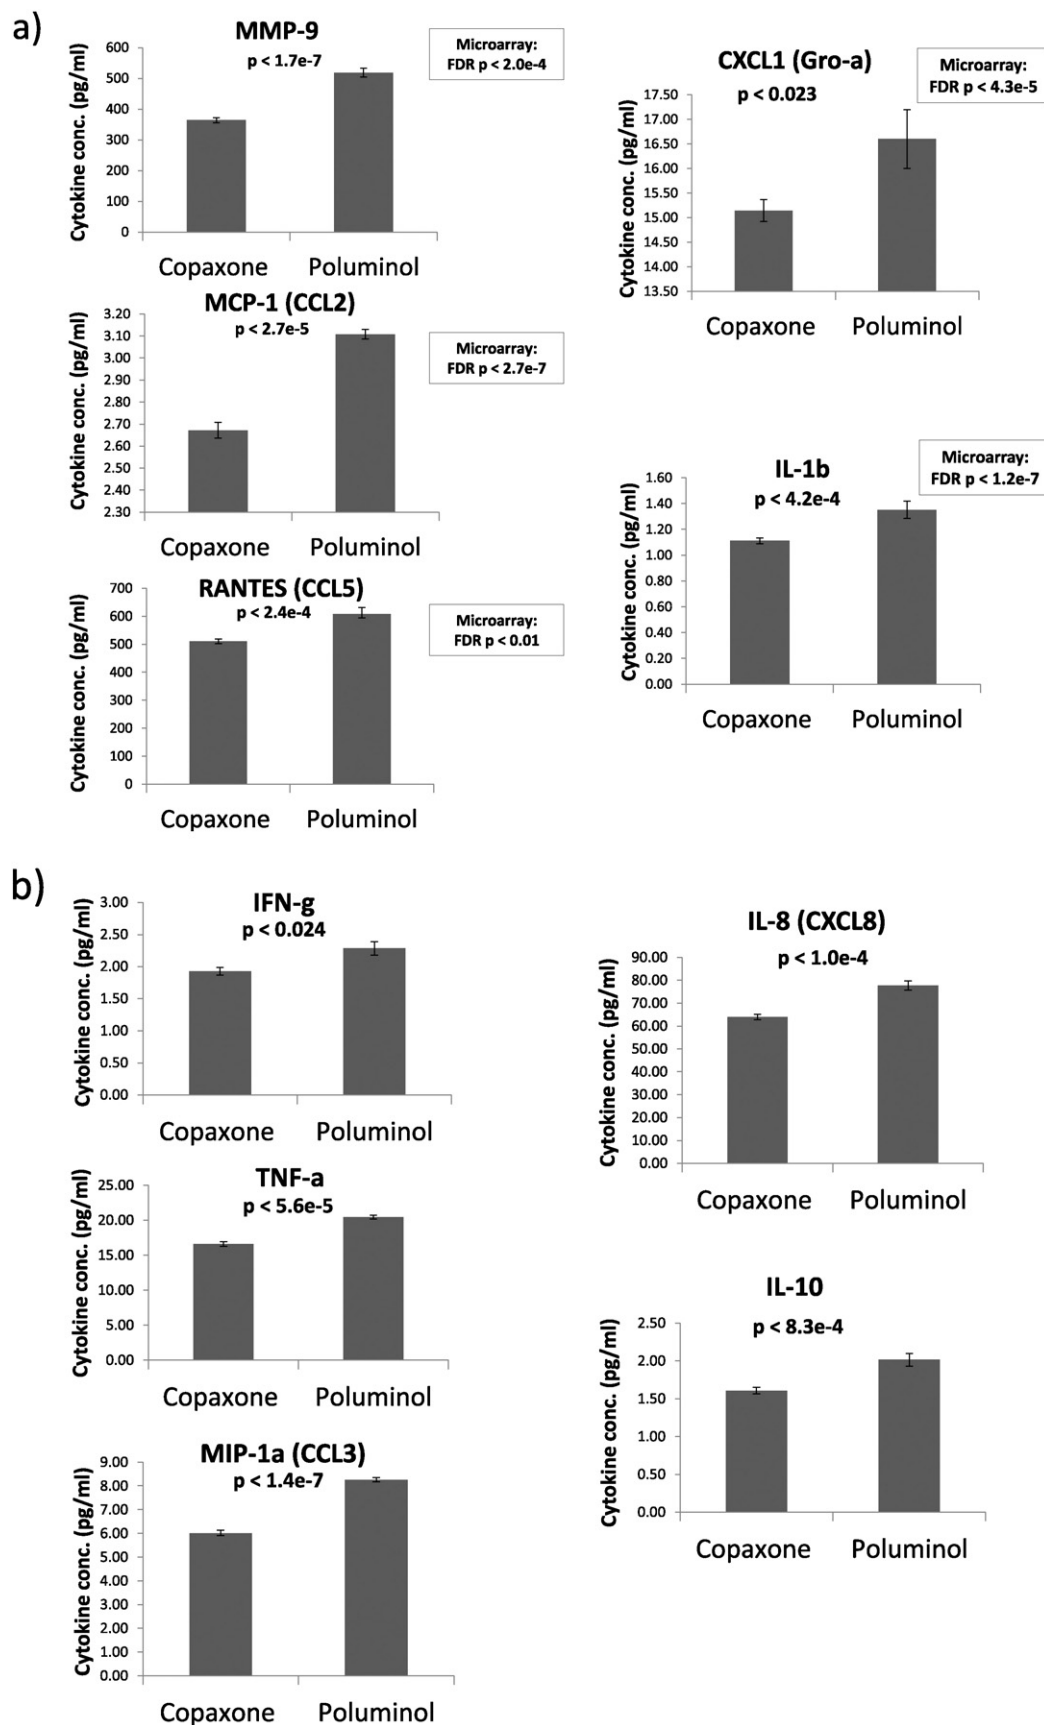 a)
MMP-9
p < 1.7e-7
Microarray:
FDR p < 2.0e-4
Cytokine conc. (pg/ml)
600
500
400
300
200
100
0
Copaxone Poluminol
MCP-1 (CCL2)
p < 2.7e-5
Microarray:
FDR p < 2.7e-7
Cytokine conc. (pg/ml)
3.20
3.10
3.00
2.90
2.80
2.70
2.60
2.50
2.40
2.30
Copaxone Poluminol
RANTES (CCL5)
p < 2.4e-4
Microarray:
FDR p < 0.01
Cytokine conc. (pg/ml)
700
600
500
400
300
200
100
0
Copaxone Poluminol
CXCL1 (Gro-a)
p < 0.023
Microarray:
FDR p < 4.3e-5
Cytokine conc. (pg/ml)
17.50
17.00
16.50
16.00
15.50
15.00
14.50
14.00
13.50
Copaxone Poluminol
IL-1b
p < 4.2e-4
Microarray:
FDR p < 1.2e-7
Cytokine conc. (pg/ml)
1.60
1.40
1.20
1.00
0.80
0.60
0.40
0.20
0.00
Copaxone Poluminol
b)
IFN-g
p < 0.024
Cytokine conc. (pg/ml)
3.00
2.50
2.00
1.50
1.00
0.50
0.00
Copaxone Poluminol
TNF-a
p < 5.6e-5
Cytokine conc. (pg/ml)
25.00
20.00
15.00
10.00
5.00
0.00
Copaxone Poluminol
MIP-1a (CCL3)
p < 1.4e-7
Cytokine conc. (pg/ml)
9.00
8.00
7.00
6.00
5.00
4.00
3.00
2.00
1.00
0.00
Copaxone Poluminol
IL-8 (CXCL8)
p < 1.0e-4
Cytokine conc. (pg/ml)
90.00
80.00
70.00
60.00
50.00
40.00
30.00
20.00
10.00
0.00
Copaxone Poluminol
IL-10
p < 8.3e-4
Cytokine conc. (pg/ml)
2.50
2.00
1.50
1.00
0.50
0.00
Copaxone Poluminol